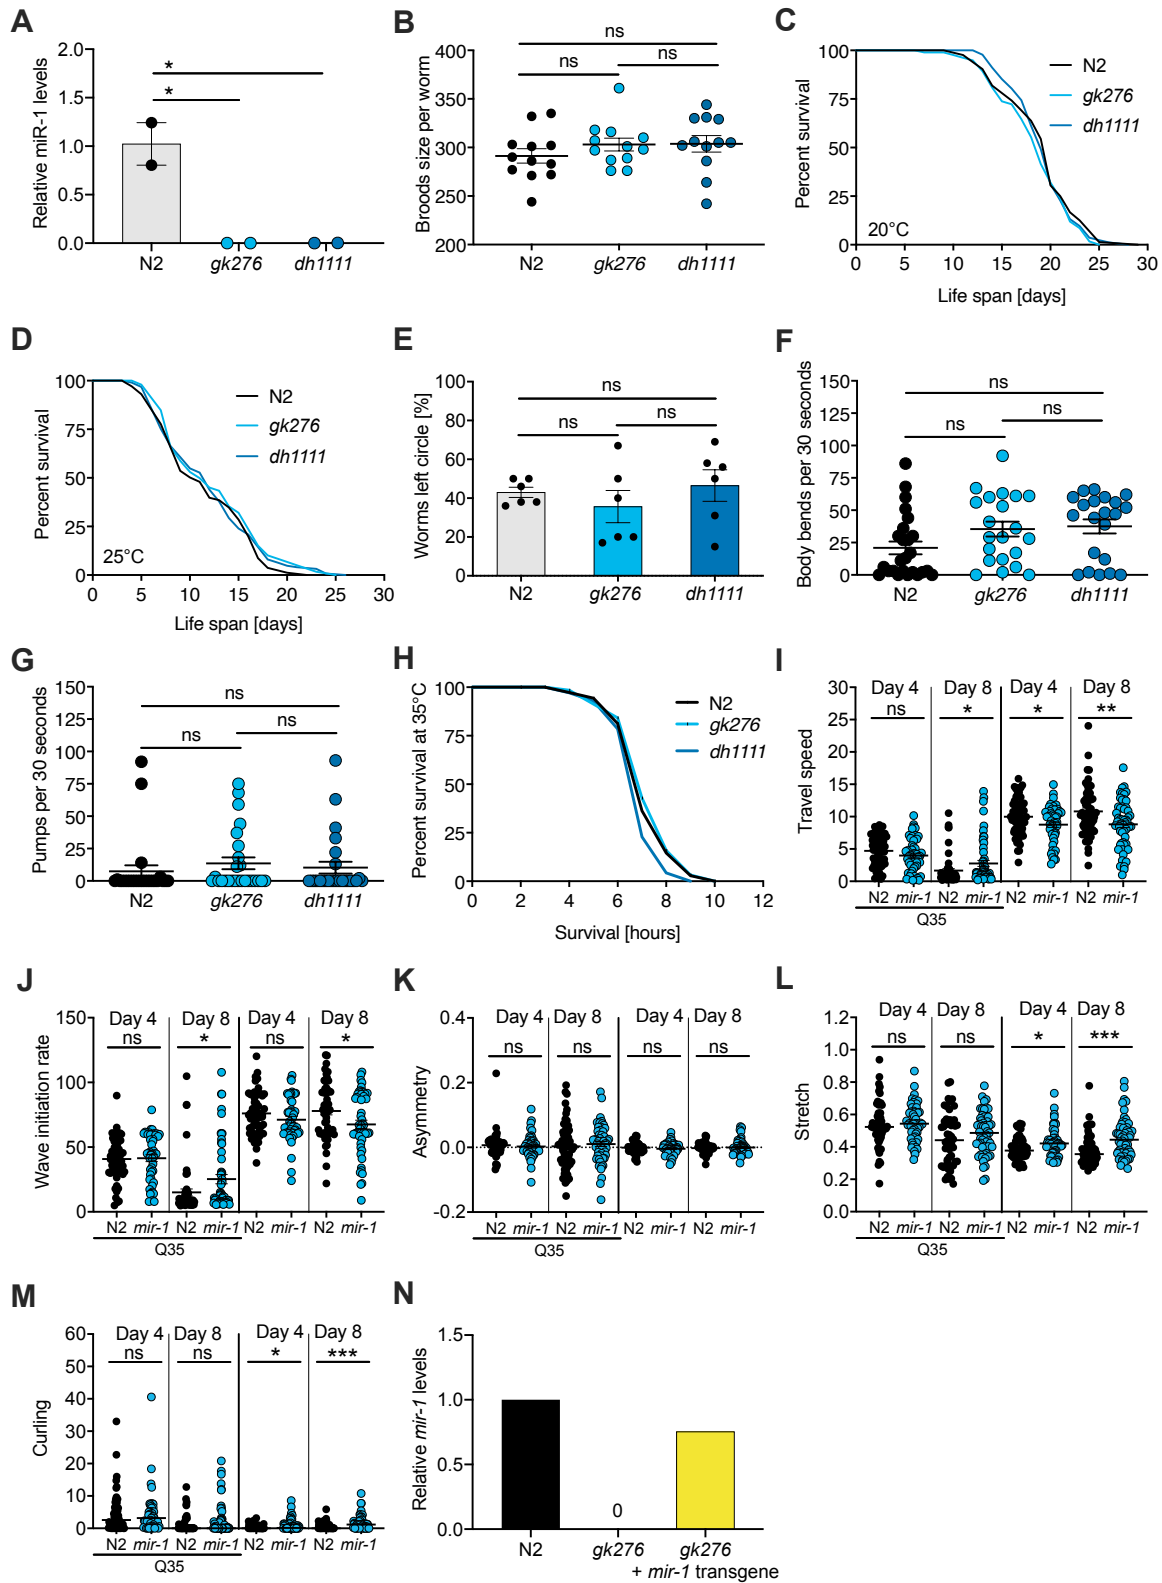 A
Relative miR-1 levels
2.0
1.5
1.0
0.5
0.0
*
*
N2
gk276
dh1111
B
Broods size per worm
400
350
300
250
200
ns
ns
ns
N2
gk276
dh1111
C
Percent survival
100
75
50
25
0
N2
gk276
dh1111
20°C
0 5 10 15 20 25 30
Life span [days]
D
Percent survival
100
75
50
25
0
N2
gk276
dh1111
25°C
0 5 10 15 20 25 30
Life span [days]
E
Worms left circle [%]
100
80
60
40
20
0
ns
ns
ns
N2
gk276
dh1111
F
Body bends per 30 seconds
150
125
100
75
50
25
0
ns
ns
ns
N2
gk276
dh1111
G
Pumps per 30 seconds
150
125
100
75
50
25
0
ns
ns
ns
N2
gk276
dh1111
H
Percent survival at 35°C
100
75
50
25
0
N2
gk276
dh1111
0 2 4 6 8 10 12
Survival [hours]
I
Travel speed
30
25
20
15
10
5
0
Day 4 Day 8 Day 4 Day 8
ns * * **
N2 mir-1 N2 mir-1 N2 mir-1 N2 mir-1
Q35
J
Wave initiation rate
150
100
50
0
Day 4 Day 8 Day 4 Day 8
ns * ns *
N2 mir-1 N2 mir-1 N2 mir-1 N2 mir-1
Q35
K
Asymmetry
0.4
0.2
0.0
-0.2
Day 4 Day 8 Day 4 Day 8
ns ns ns ns
N2 mir-1 N2 mir-1 N2 mir-1 N2 mir-1
Q35
L
Stretch
1.2
1.0
0.8
0.6
0.4
0.2
0.0
Day 4 Day 8 Day 4 Day 8
ns ns * ***
N2 mir-1 N2 mir-1 N2 mir-1 N2 mir-1
Q35
M
Curling
60
50
40
30
20
10
0
Day 4 Day 8 Day 4 Day 8
ns ns * ***
N2 mir-1 N2 mir-1 N2 mir-1 N2 mir-1
Q35
N
Relative mir-1 levels
1.5
1.0
0.5
0.0
0
N2
gk276
gk276
+ mir-1 transgene